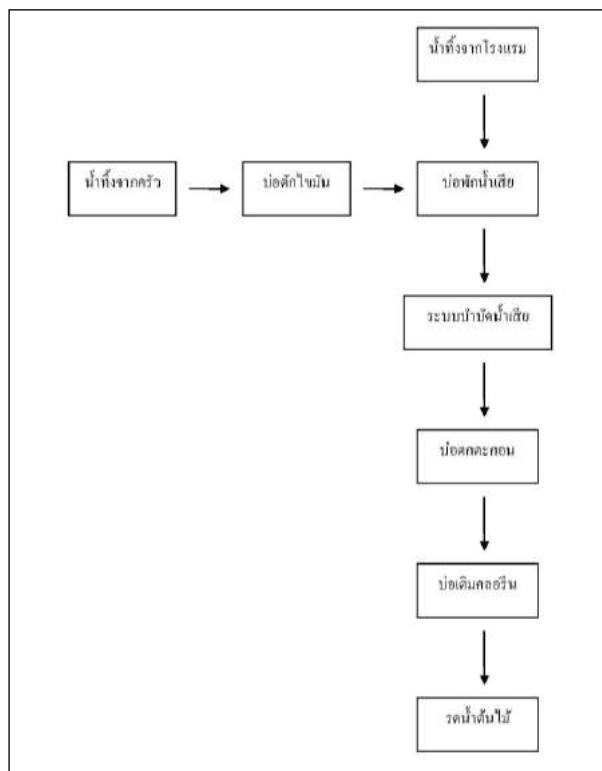 น้ำทิ้งจากโรงแรม
น้ำทิ้งจากครัว
บ่อดักไขมัน
บ่อพักน้ำเสีย
ระบบบำบัดน้ำเสีย
บ่อตกตะกอน
บ่อเติมคลอรีน
รดน้ำต้นไม้